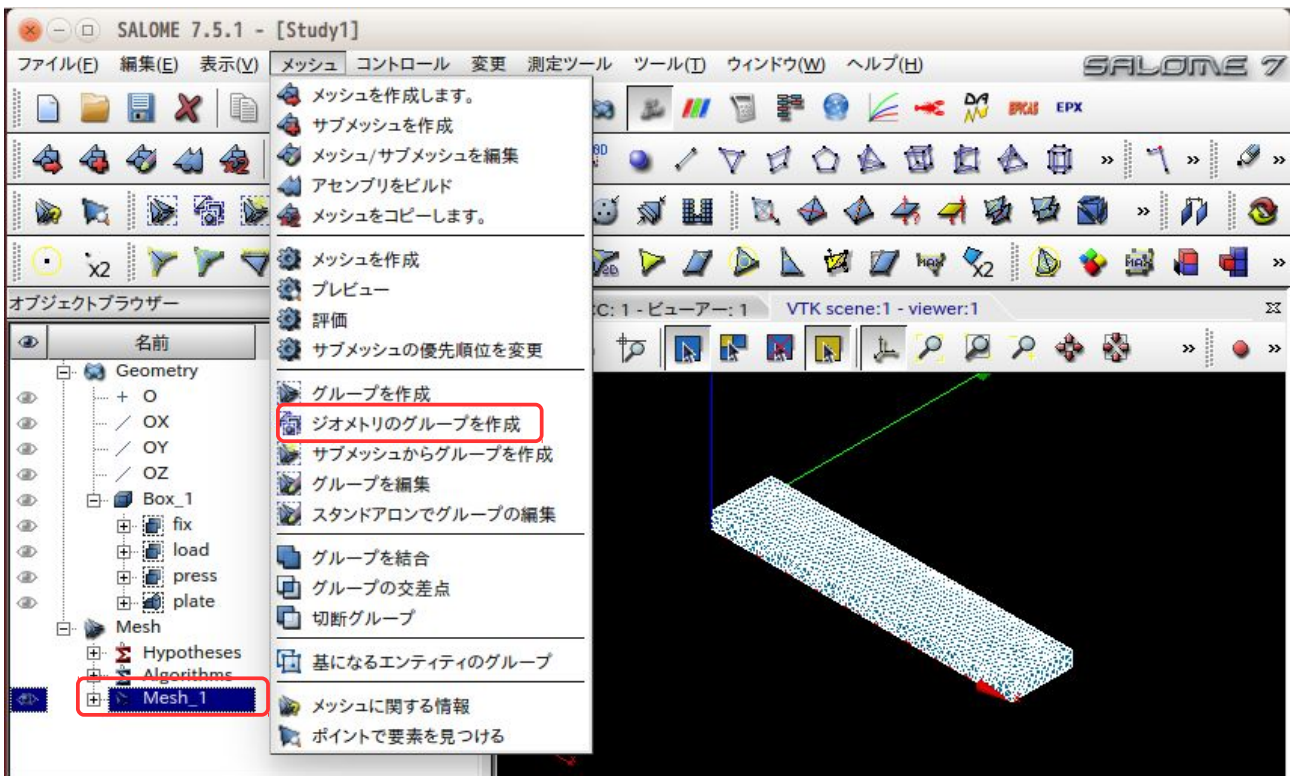 SALOME 7.5.1 - [Study1]
ファイル(F) 編集(E) 表示(V) メッシュ コントロール 変更 測定ツール ツール(T) ウィンドウ(W) ヘルプ(H) SALOME 7
メッシュを作成します。
サブメッシュを作成
メッシュ/サブメッシュを編集
アセンブリをビルド
メッシュをコピーします。
メッシュを作成
プレビュー
評価
サブメッシュの優先順位を変更
グループを作成
ジオメトリのグループを作成
サブメッシュからグループを作成
グループを編集
スタンドアロンでグループの編集
グループを結合
グループの交差点
切断グループ
基になるエンティティのグループ
メッシュに関する情報
ポイントで要素を見つける
EPX
x2
x2
オブジェクトブラウザー
名前
Geometry
O
OX
OY
OZ
Box_1
fix
load
press
plate
Mesh
Hypotheses
Algorithms
Mesh_1
CC: 1 - ビューアー: 1 VTK scene:1 - viewer:1